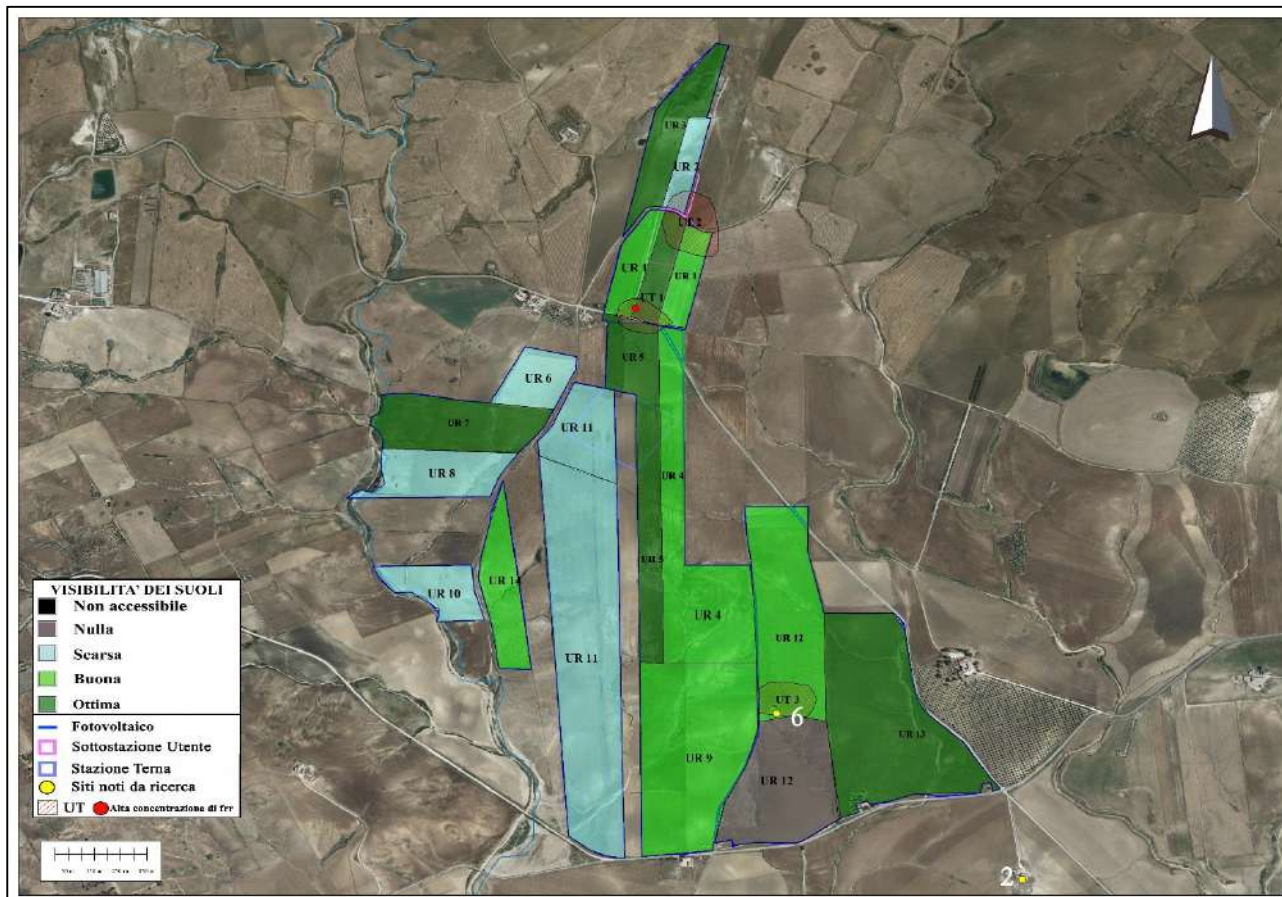 UR 3
UR 2
UT 2
UR 1
UR 1
UT 1
UR 5
UR 6
UR 7
UR 11
UR 8
UR 4
UR 5
UR 14
UR 10
UR 4
UR 12
UR 11
UT 3
6
UR 13
UR 9
UR 12
2
VISIBILITA' DEI SUOLI
Non accessibile
Nulla
Scarsa
Buona
Ottima
Fotovoltaico
Sottostazione Utente
Stazione Terna
Siti noti da ricerca
UT Alta concentrazione di frr